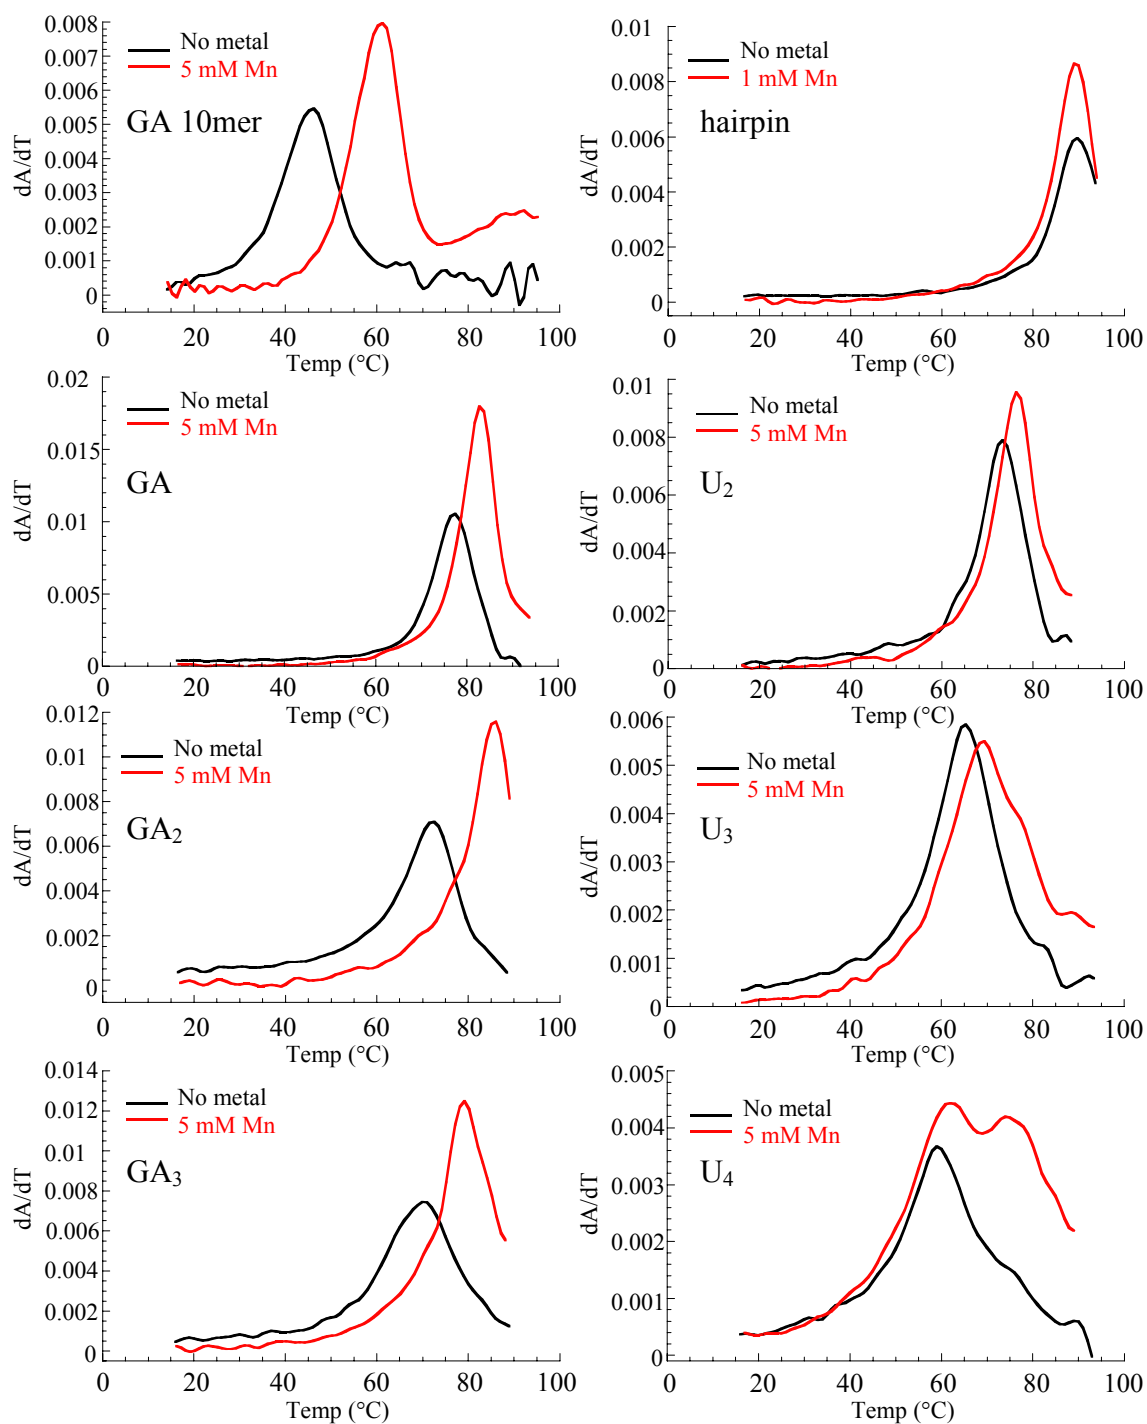 0.008
0.007
0.006
0.005
0.004
0.003
0.002
0.001
0
dA/dT
No metal
5 mM Mn
GA 10mer
0 20 40 60 80 100
Temp (°C)
0.01
0.008
0.006
0.004
0.002
0
dA/dT
No metal
1 mM Mn
hairpin
0 20 40 60 80 100
Temp (°C)
0.02
0.015
0.01
0.005
0
dA/dT
No metal
5 mM Mn
GA
0 20 40 60 80 100
Temp (°C)
0.01
0.008
0.006
0.004
0.002
0
dA/dT
No metal
5 mM Mn
U2
0 20 40 60 80 100
Temp (°C)
0.012
0.01
0.008
0.006
0.004
0.002
0
dA/dT
No metal
5 mM Mn
GA2
0 20 40 60 80 100
Temp (°C)
0.006
0.005
0.004
0.003
0.002
0.001
0
dA/dT
No metal
5 mM Mn
U3
0 20 40 60 80 100
Temp (°C)
0.014
0.012
0.01
0.008
0.006
0.004
0.002
0
dA/dT
No metal
5 mM Mn
GA3
0 20 40 60 80 100
Temp (°C)
0.005
0.004
0.003
0.002
0.001
0
dA/dT
No metal
5 mM Mn
U4
0 20 40 60 80 100
Temp (°C)